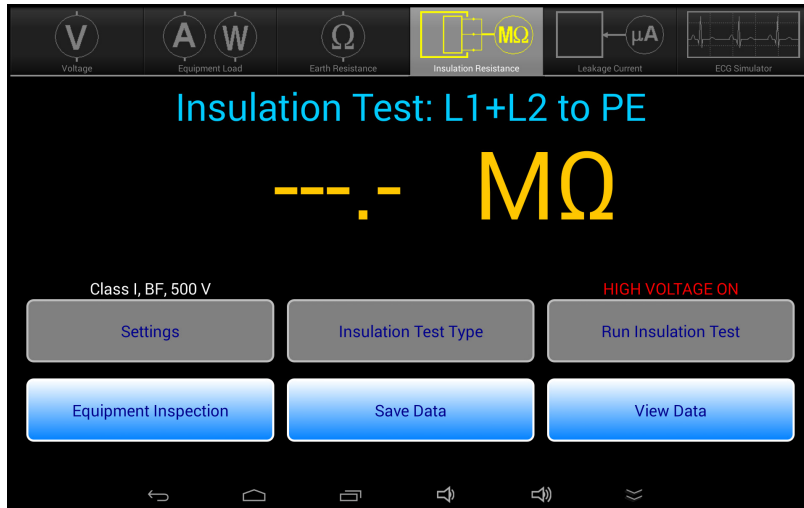 V
A W
Ω
MΩ
µA
Voltage
Equipment Load
Earth Resistance
Insulation Resistance
Leakage Current
ECG Simulator
Insulation Test: L1+L2 to PE
---.- MΩ
Class I, BF, 500 V
HIGH VOLTAGE ON
Settings
Insulation Test Type
Run Insulation Test
Equipment Inspection
Save Data
View Data